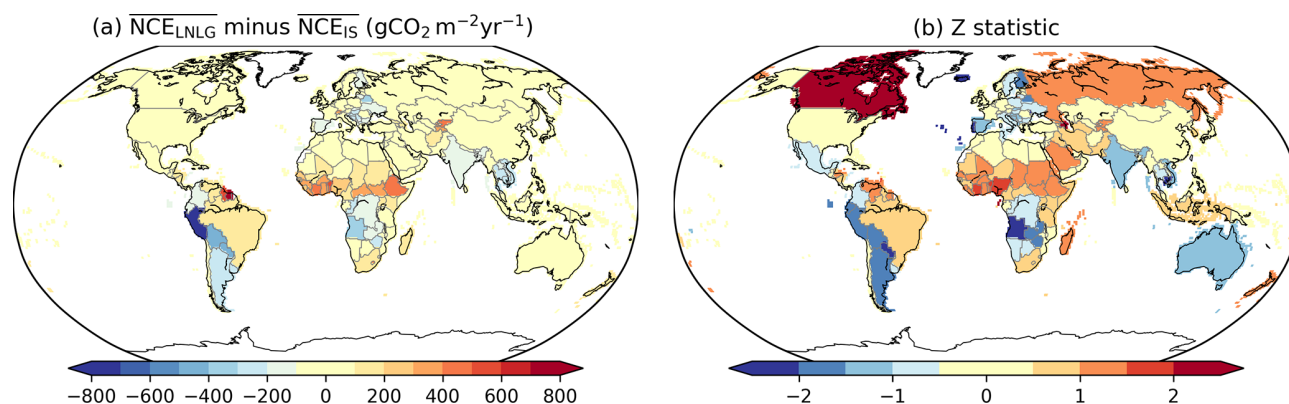 (a) NCE_LNLG minus NCE_IS (gCO₂ m⁻²yr⁻¹)
(b) Z statistic
−800 −600 −400 −200 0 200 400 600 800
−2 −1 0 1 2